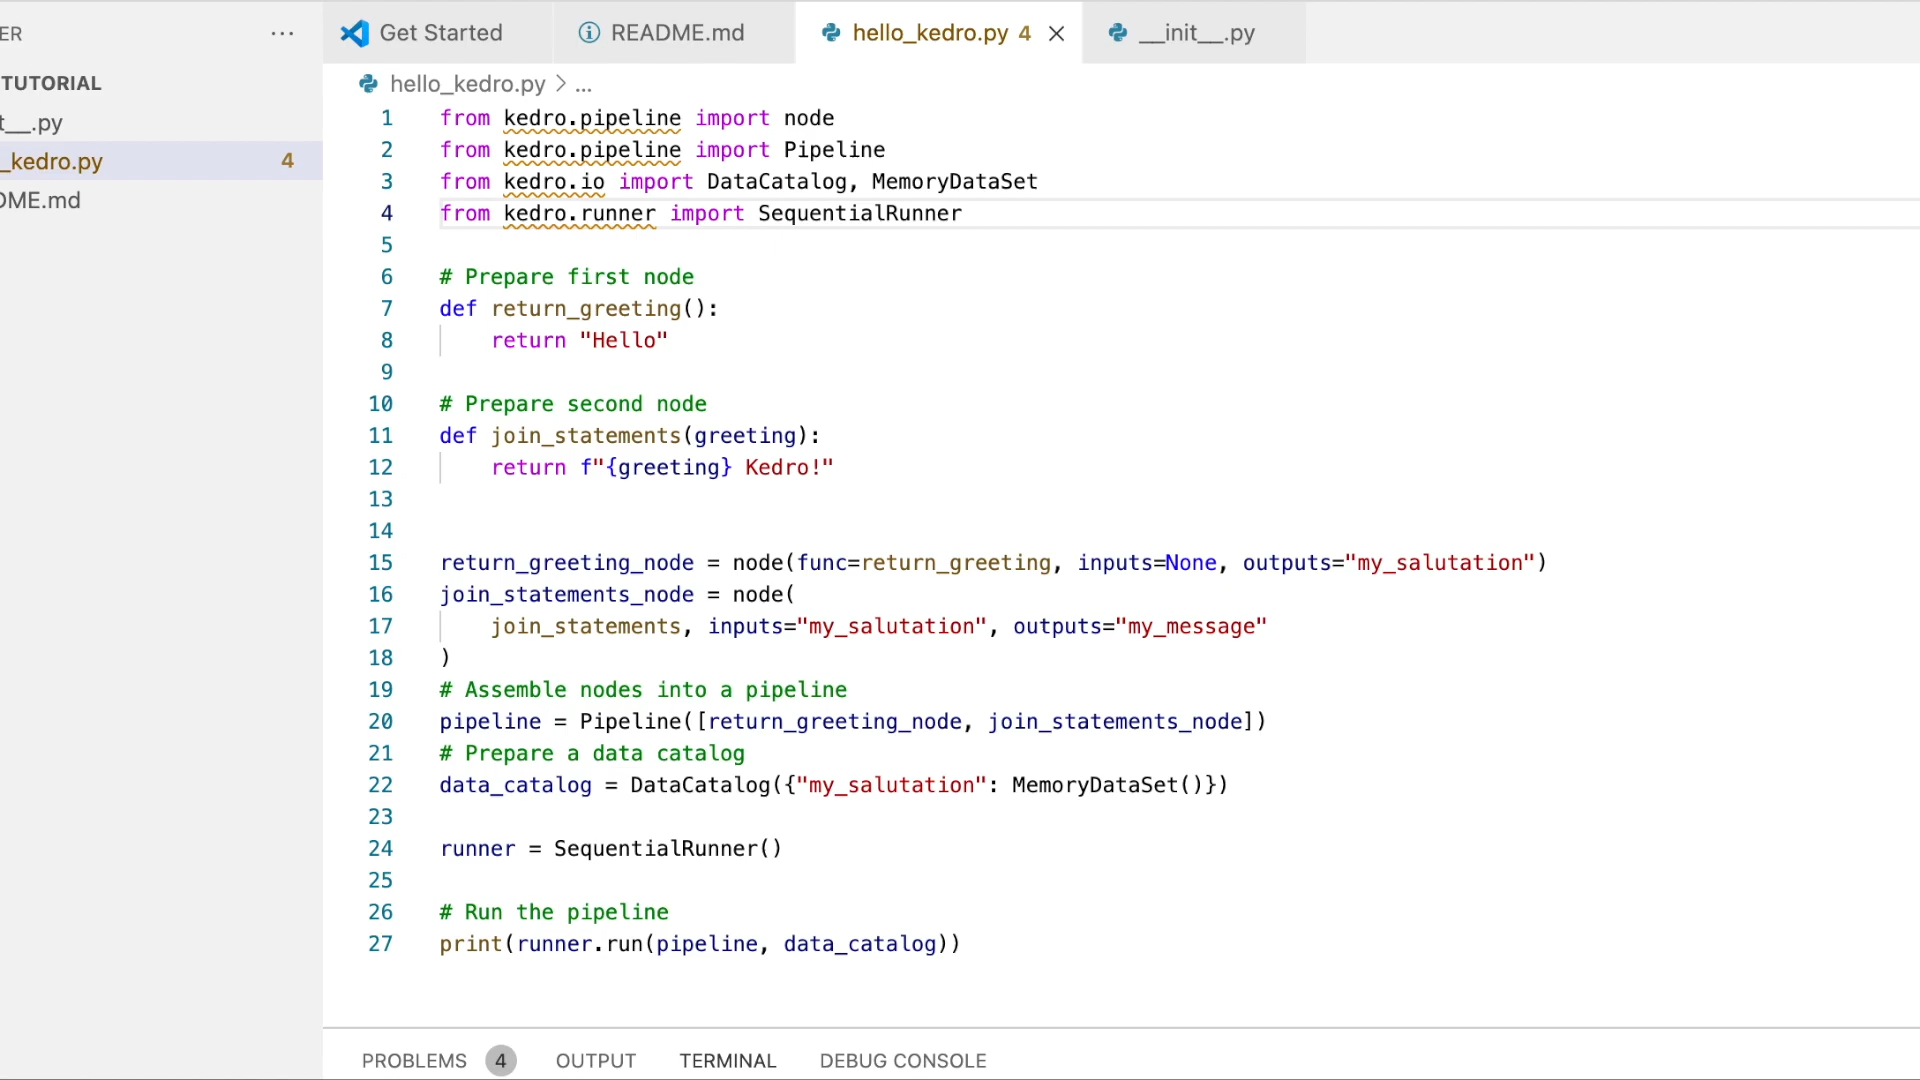 ER ...
Get Started README.md hello_kedro.py 4 __init__.py
TUTORIAL
t__.py
_kedro.py 4
OME.md
hello_kedro.py > ...
1 from kedro.pipeline import node
2 from kedro.pipeline import Pipeline
3 from kedro.io import DataCatalog, MemoryDataSet
4 from kedro.runner import SequentialRunner
5
6 # Prepare first node
7 def return_greeting():
8     return "Hello"
9
10 # Prepare second node
11 def join_statements(greeting):
12     return f"{greeting} Kedro!"
13
14
15 return_greeting_node = node(func=return_greeting, inputs=None, outputs="my_salutation")
16 join_statements_node = node(
17     join_statements, inputs="my_salutation", outputs="my_message"
18 )
19 # Assemble nodes into a pipeline
20 pipeline = Pipeline([return_greeting_node, join_statements_node])
21 # Prepare a data catalog
22 data_catalog = DataCatalog({"my_salutation": MemoryDataSet()})
23
24 runner = SequentialRunner()
25
26 # Run the pipeline
27 print(runner.run(pipeline, data_catalog))
PROBLEMS 4 OUTPUT TERMINAL DEBUG CONSOLE